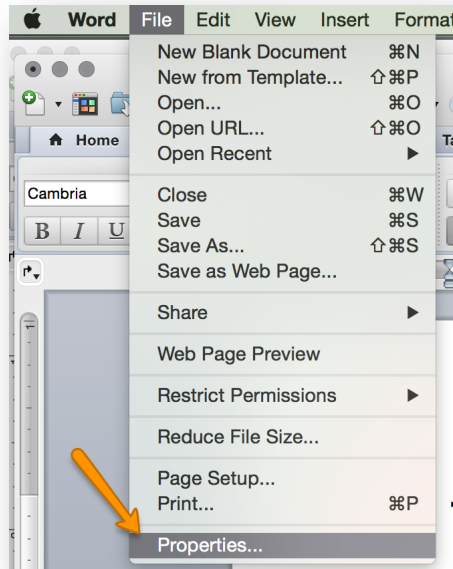 Word File Edit View Insert Format
New Blank Document ⌘N
New from Template... ⇧⌘P
Open... ⌘O
Open URL... ⇧⌘O
Open Recent ▶
Home
Cambria
Close ⌘W
Save ⌘S
B I U
Save As... ⇧⌘S
Save as Web Page...
Share ▶
Web Page Preview
Restrict Permissions ▶
Reduce File Size...
Page Setup...
Print... ⌘P
Properties...